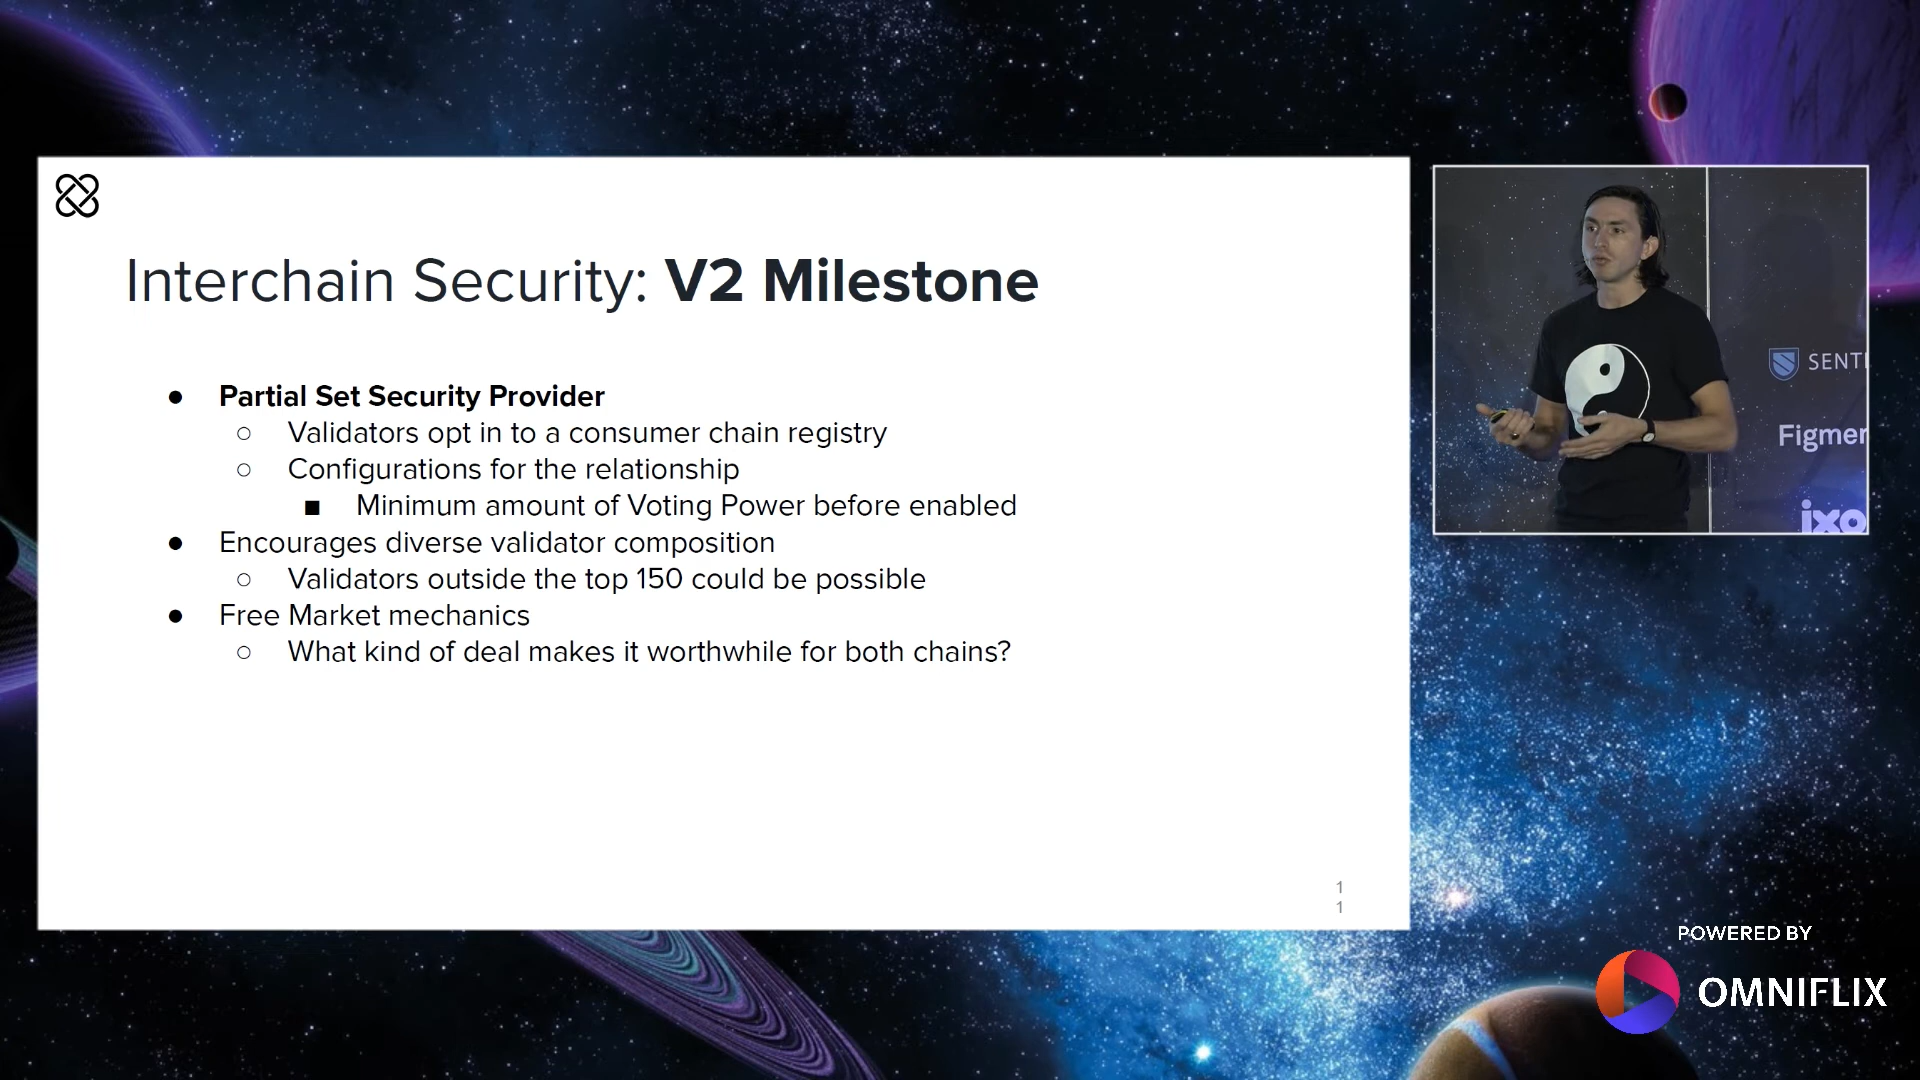 Interchain Security: V2 Milestone
● Partial Set Security Provider
○ Validators opt in to a consumer chain registry
○ Configurations for the relationship
■ Minimum amount of Voting Power before enabled
● Encourages diverse validator composition
○ Validators outside the top 150 could be possible
● Free Market mechanics
○ What kind of deal makes it worthwhile for both chains?
1
1
SENTI
Figmer
ixo
POWERED BY
OMNIFLIX